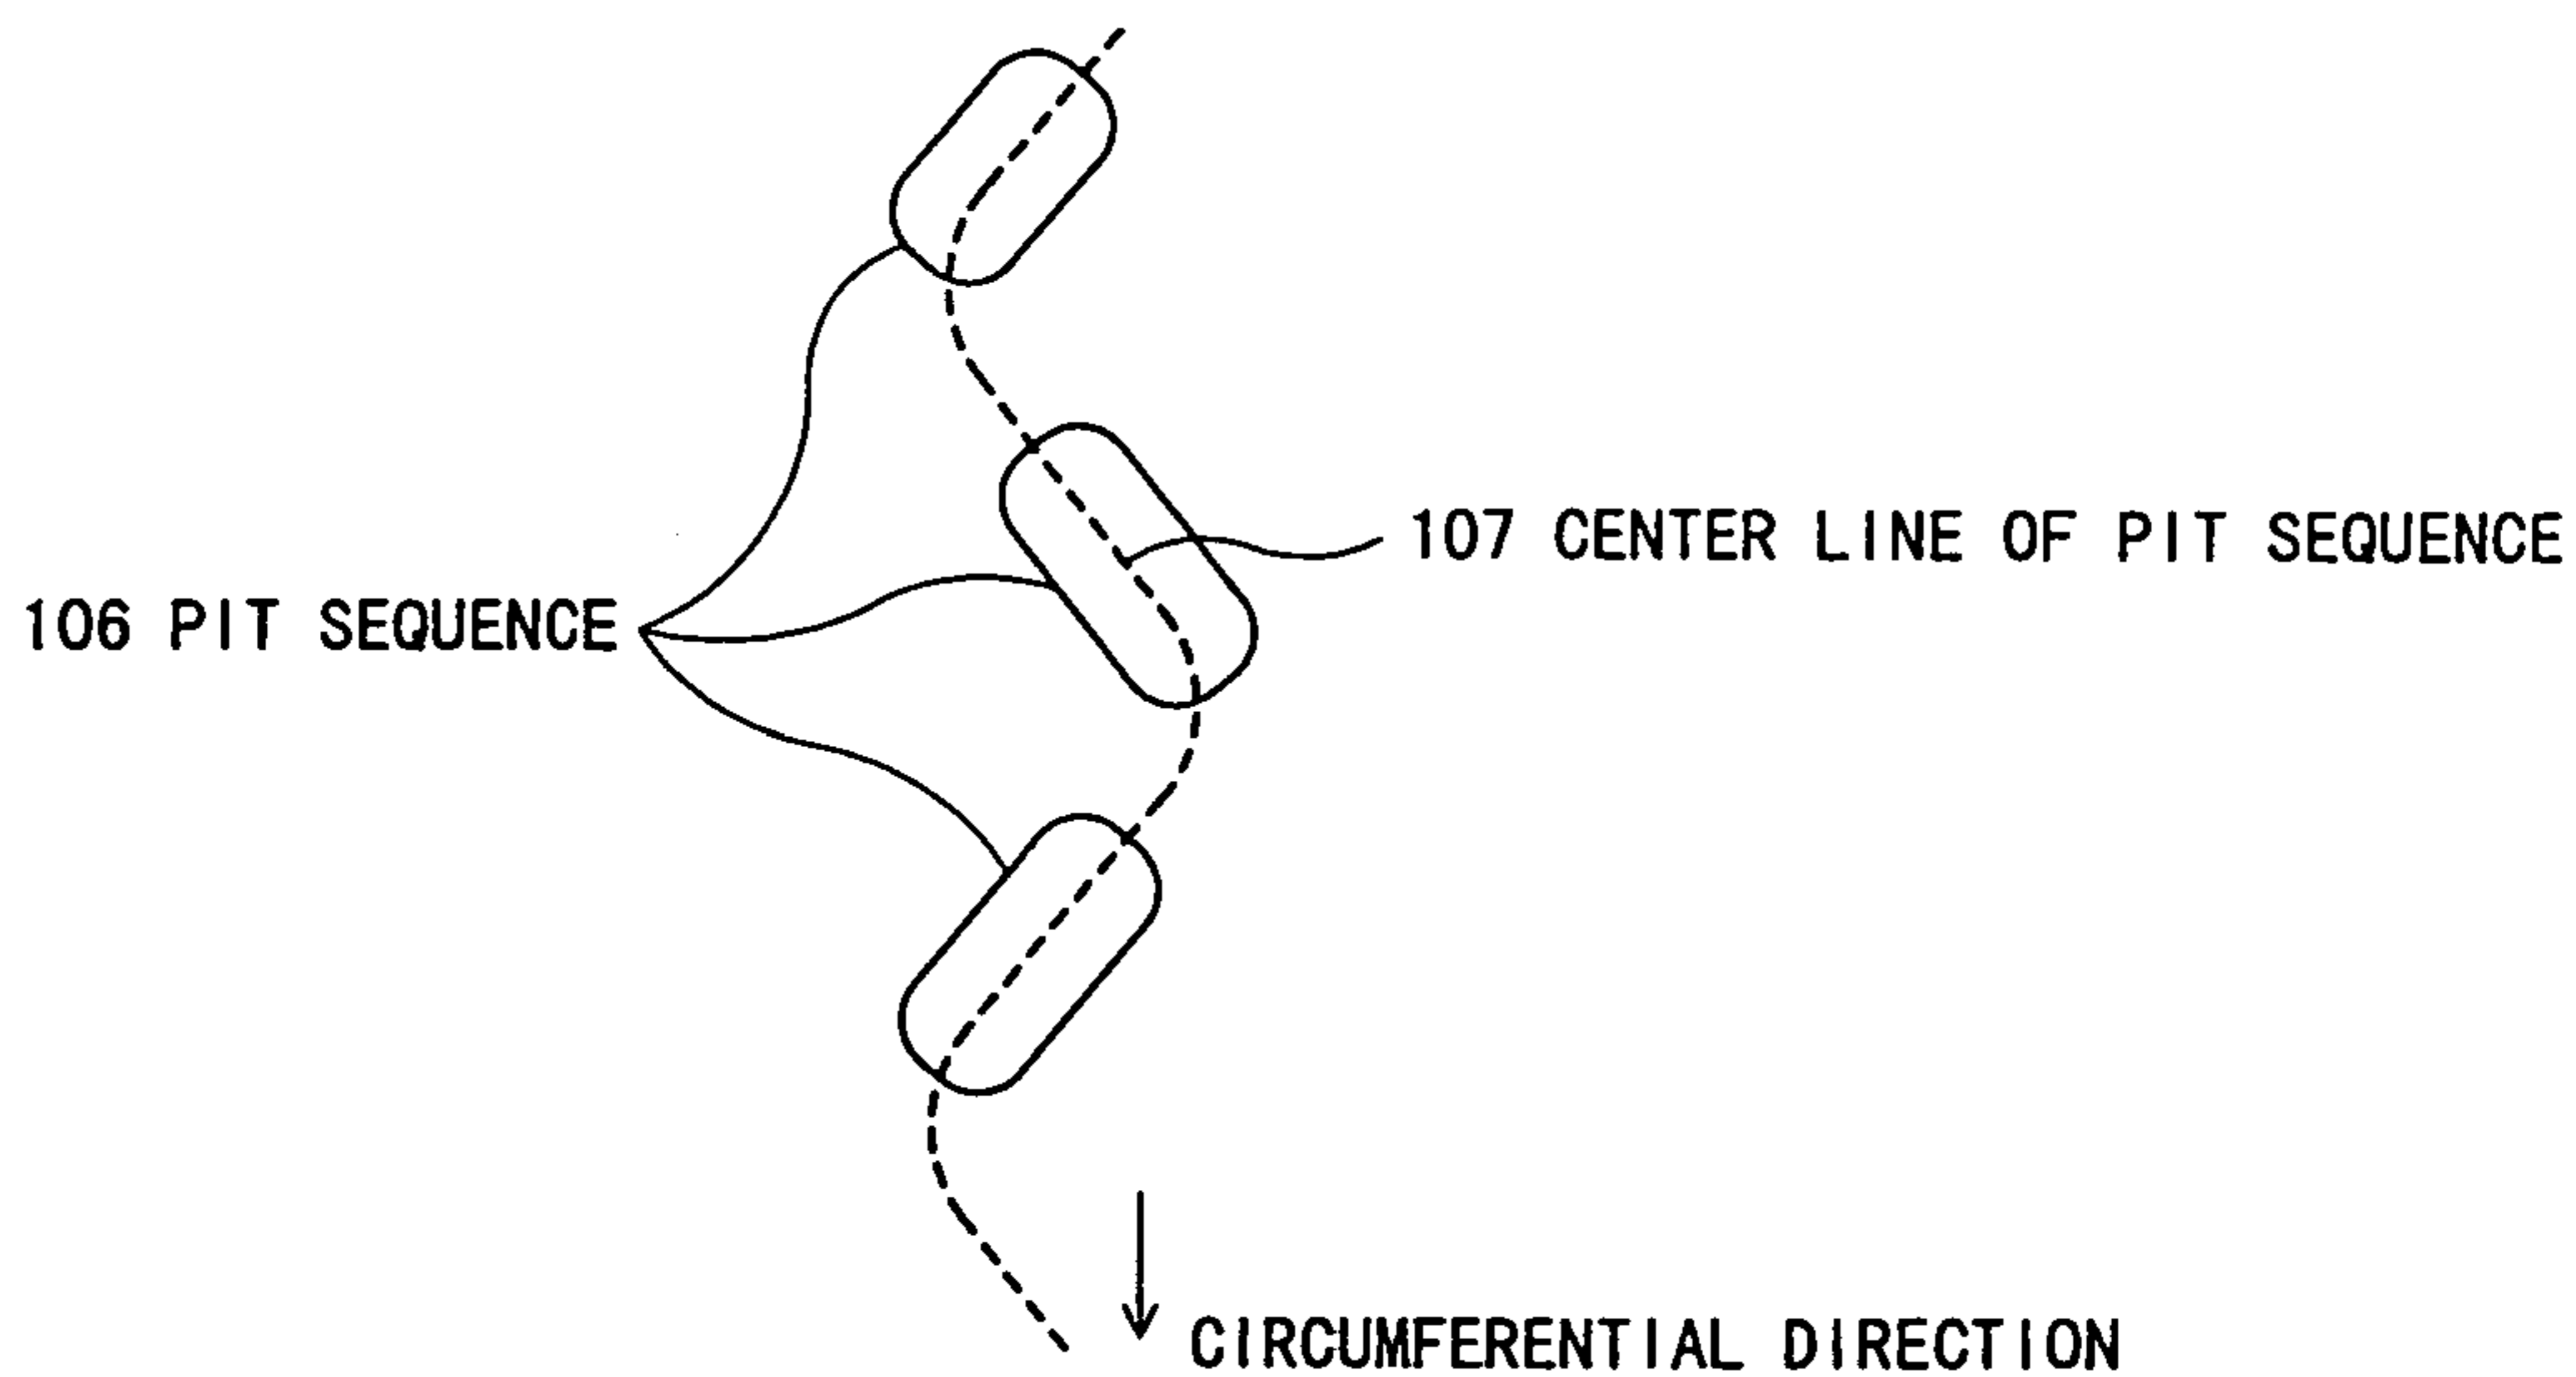 107 CENTER LINE OF PIT SEQUENCE
106 PIT SEQUENCE
CIRCUMFERENTIAL DIRECTION